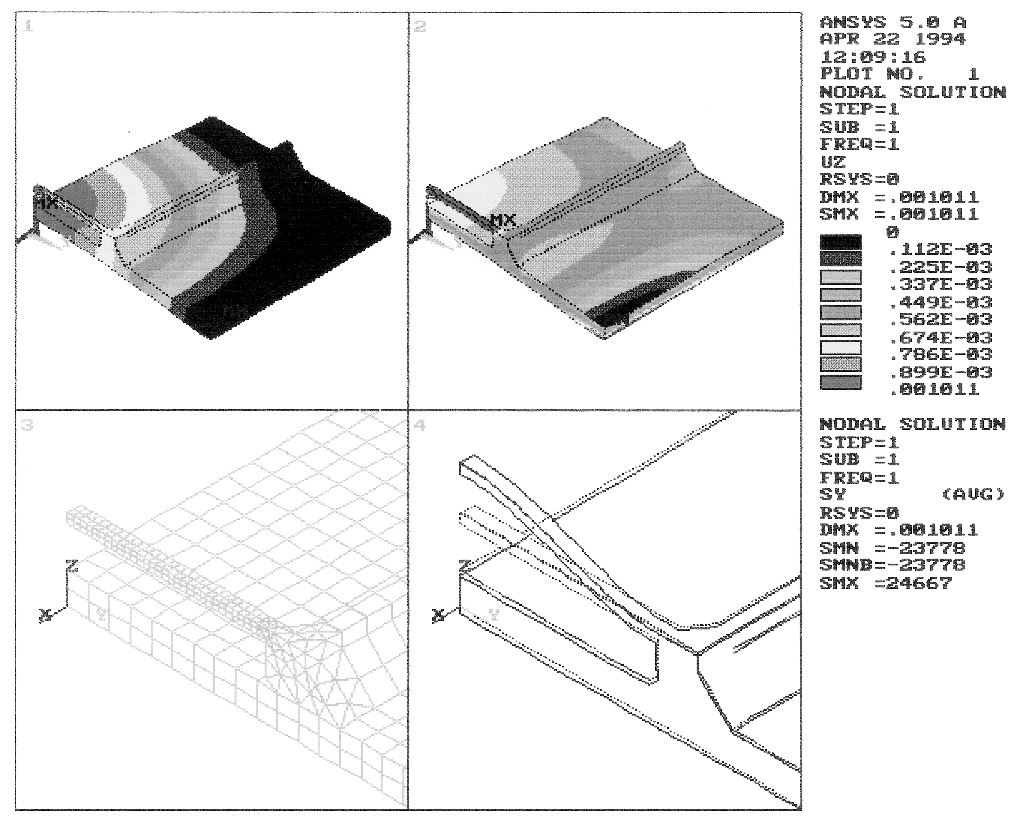 1
2
3
4
MX
MX
Z
X
Y
Z
X
Y
ANSYS 5.0 A
APR 22 1994
12:09:16
PLOT NO. 1
NODAL SOLUTION
STEP=1
SUB =1
FREQ=1
UZ
RSYS=0
DMX =.001011
SMX =.001011
0
.112E-03
.225E-03
.337E-03
.449E-03
.562E-03
.674E-03
.786E-03
.899E-03
.001011
NODAL SOLUTION
STEP=1
SUB =1
FREQ=1
SY (AVG)
RSYS=0
DMX =.001011
SMN =-23778
SMNB=-23778
SMX =24667